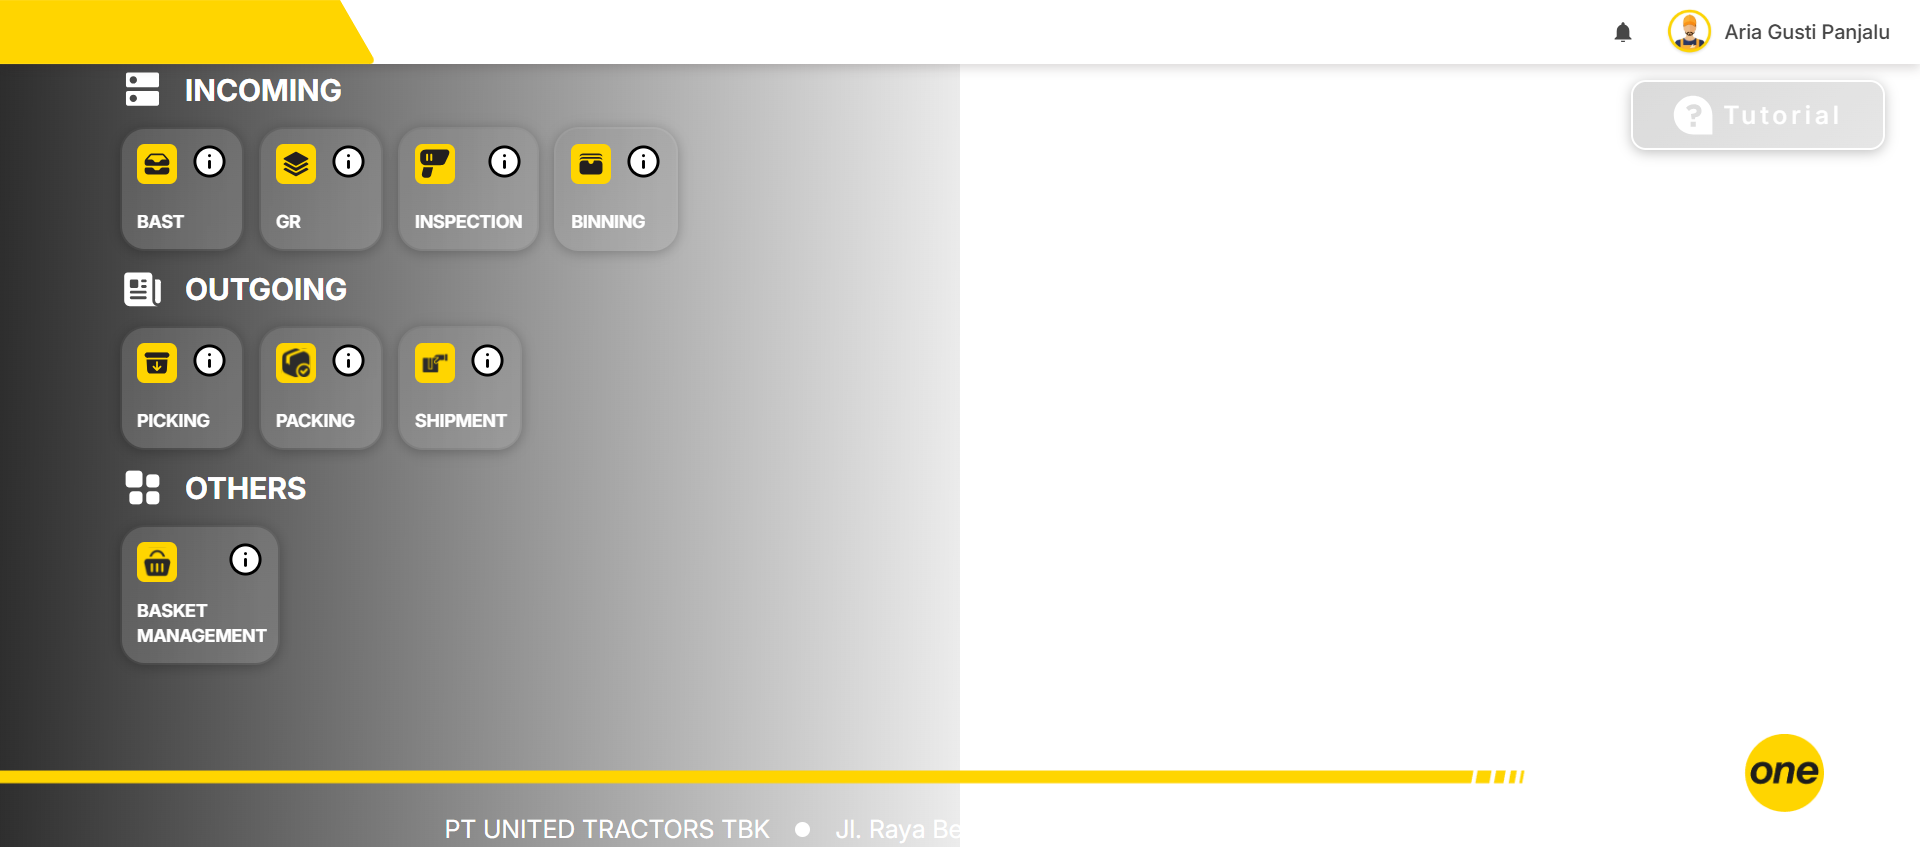 Aria Gusti Panjalu
INCOMING
Tutorial
BAST
GR
INSPECTION
BINNING
OUTGOING
PICKING
PACKING
SHIPMENT
OTHERS
BASKET
MANAGEMENT
one
PT UNITED TRACTORS TBK ● Jl. Raya Be